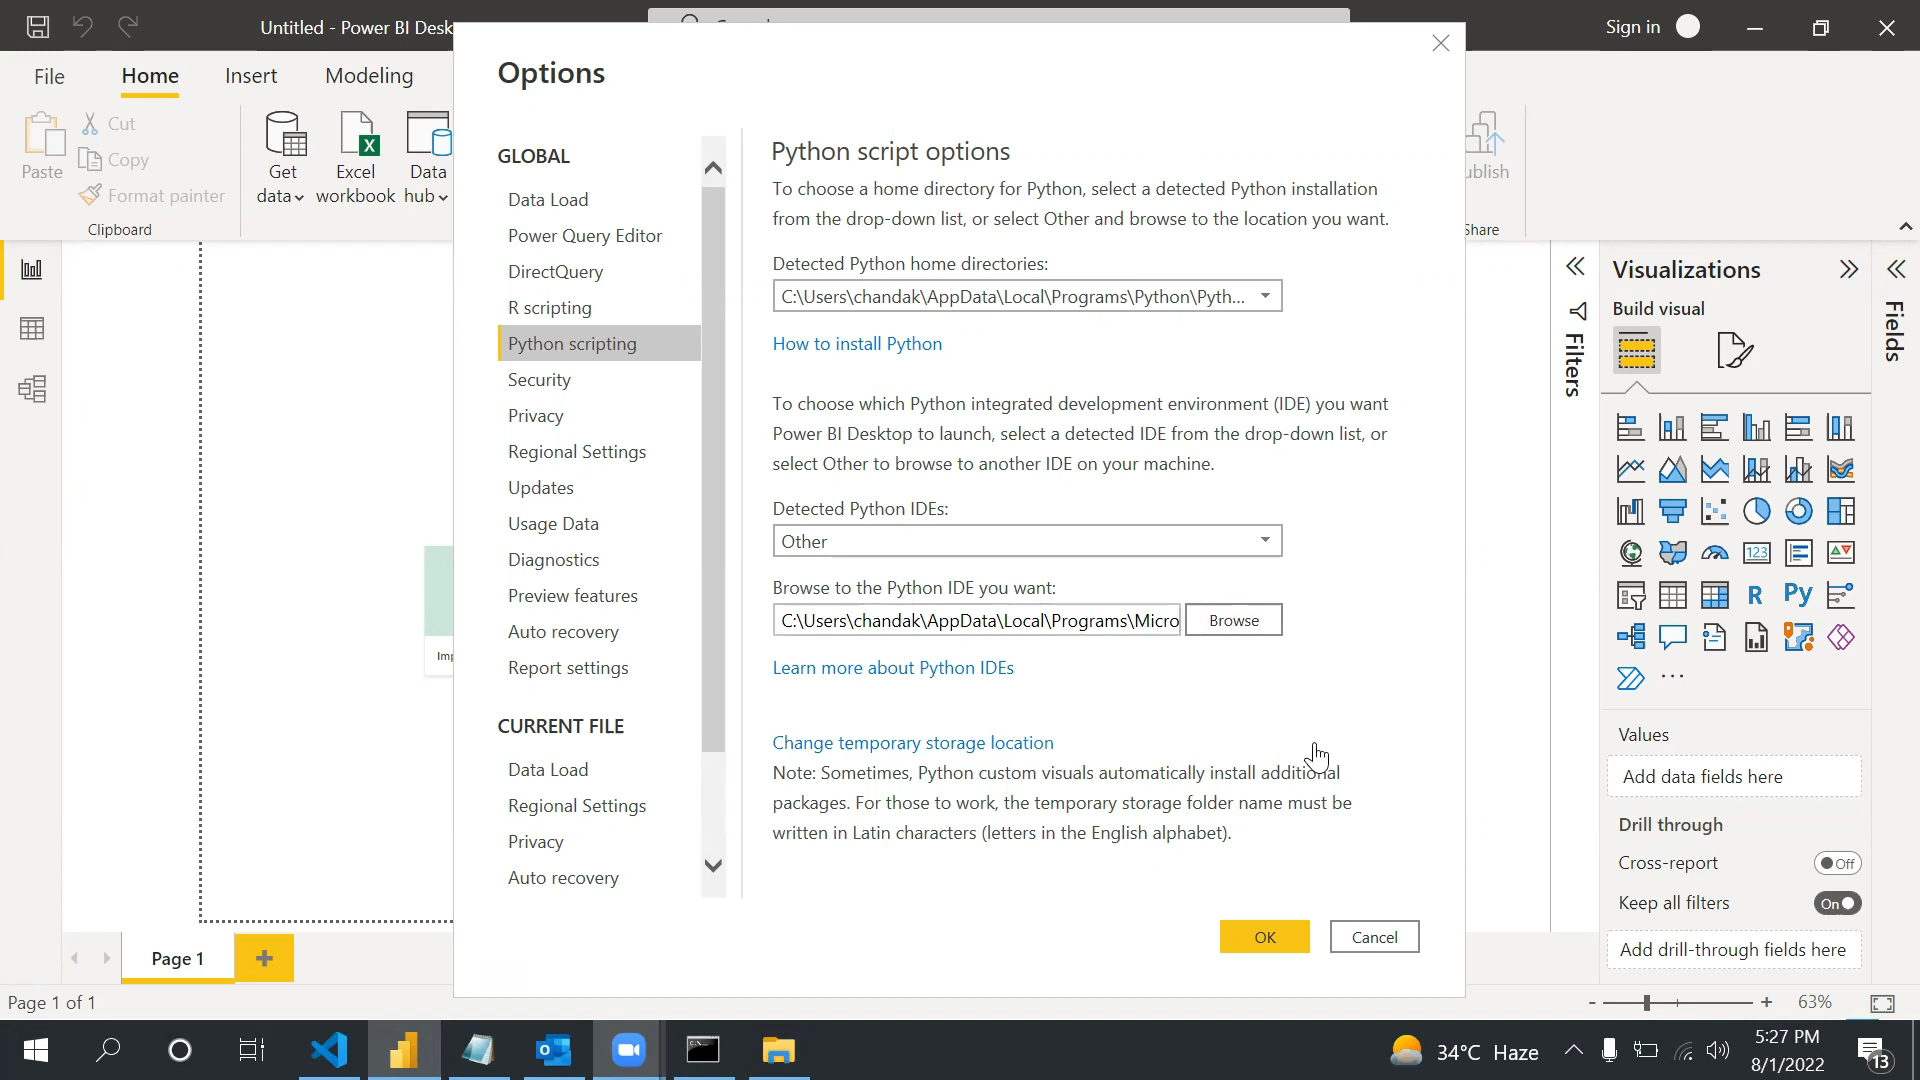 Untitled - Power BI Desk
Sign in
File
Home
Insert
Modeling
Paste
Cut
Copy
Format painter
Clipboard
Get data
Excel workbook
Data hub
Share
Options
GLOBAL
Data Load
Power Query Editor
DirectQuery
R scripting
Python scripting
Security
Privacy
Regional Settings
Updates
Usage Data
Diagnostics
Preview features
Auto recovery
Report settings
CURRENT FILE
Data Load
Regional Settings
Privacy
Auto recovery
Python script options
To choose a home directory for Python, select a detected Python installation
from the drop-down list, or select Other and browse to the location you want.
Detected Python home directories:
C:\Users\chandak\AppData\Local\Programs\Python\Pyth...
How to install Python
To choose which Python integrated development environment (IDE) you want
Power BI Desktop to launch, select a detected IDE from the drop-down list, or
select Other to browse to another IDE on your machine.
Detected Python IDEs:
Other
Browse to the Python IDE you want:
C:\Users\chandak\AppData\Local\Programs\Micro
Browse
Learn more about Python IDEs
Change temporary storage location
Note: Sometimes, Python custom visuals automatically install additional
packages. For those to work, the temporary storage folder name must be
written in Latin characters (letters in the English alphabet).
OK
Cancel
Filters
Visualizations
Build visual
123
R
Py
...
Values
Add data fields here
Drill through
Cross-report
Off
Keep all filters
On
Add drill-through fields here
Fields
Page 1
Page 1 of 1
- + 63%
34°C Haze
5:27 PM
8/1/2022
13